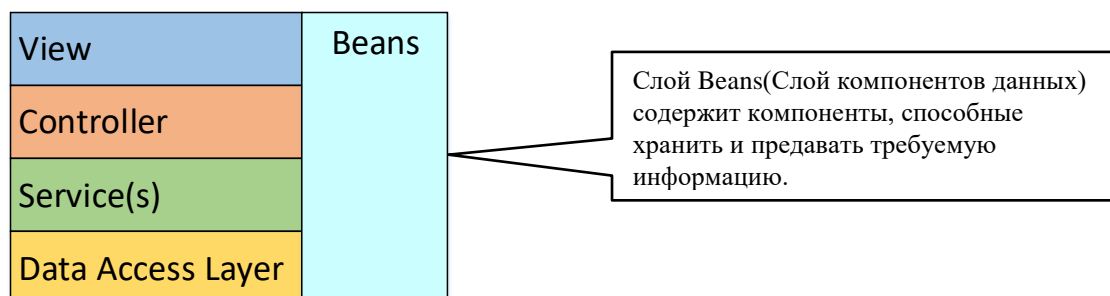 View
Beans
Controller
Service(s)
Data Access Layer
Слой Beans(Слой компонентов данных)
содержит компоненты, способные
хранить и предавать требуемую
информацию.